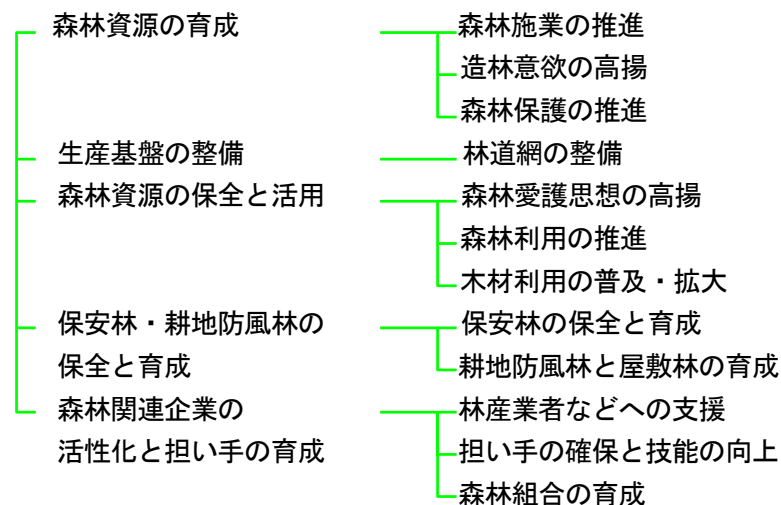 森林資源の育成 森林施業の推進
造林意欲の高揚
森林保護の推進
生産基盤の整備 林道網の整備
森林資源の保全と活用 森林愛護思想の高揚
森林利用の推進
木材利用の普及・拡大
保安林・耕地防風林の 保安林の保全と育成
保全と育成 耕地防風林と屋敷林の育成
森林関連企業の 林産業者などへの支援
活性化と担い手の育成 担い手の確保と技能の向上
森林組合の育成